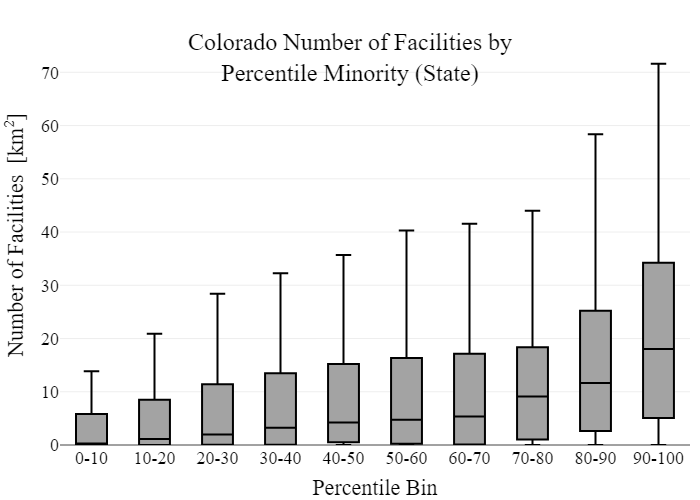 Colorado Number of Facilities by
Percentile Minority (State)
Number of Facilities [km²]
70
60
50
40
30
20
10
0
0-10 10-20 20-30 30-40 40-50 50-60 60-70 70-80 80-90 90-100
Percentile Bin